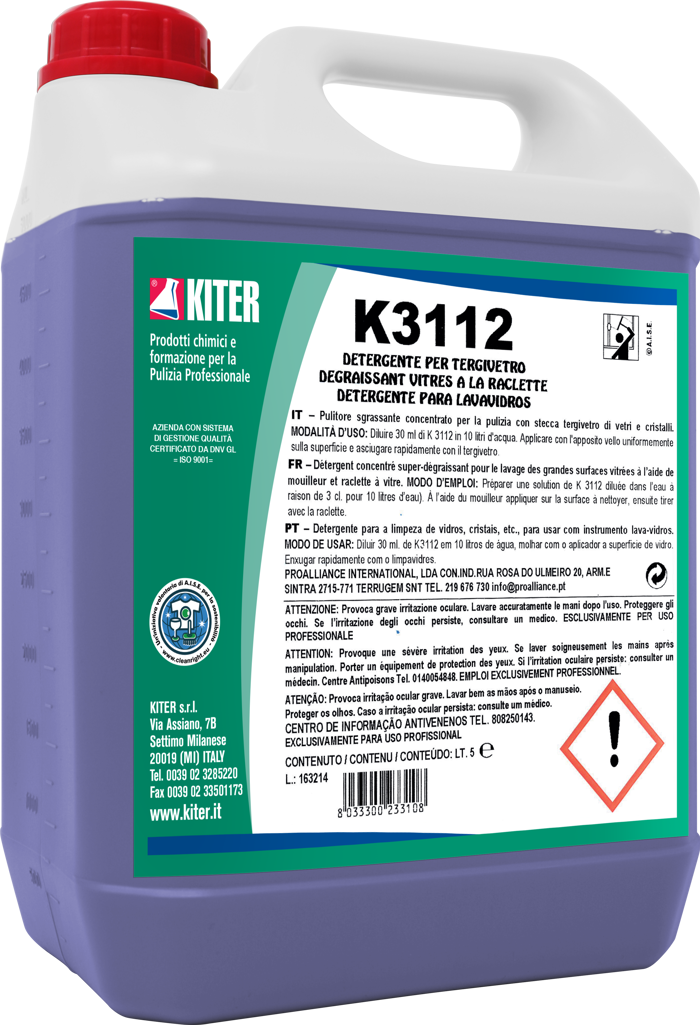 KITER
Prodotti chimici e
formazione per la
Pulizia Professionale
AZIENDA CON SISTEMA
DI GESTIONE QUALITÀ
CERTIFICATO DA DNV GL
= ISO 9001=
Un'iniziativa volontaria di A.I.S.E. per la sostenibilità
www.cleanright.eu
KITER s.r.l.
Via Assiano, 7B
Settimo Milanese
20019 (MI) ITALY
Tel. 0039 02 3285220
Fax 0039 02 33501173
www.kiter.it
K3112
© A.I.S.E.
DETERGENTE PER TERGIVETRO
DEGRAISSANT VITRES A LA RACLETTE
DETERGENTE PARA LAVAVIDROS
IT – Pulitore sgrassante concentrato per la pulizia con stecca tergivetro di vetri e cristalli.
MODALITÀ D'USO: Diluire 30 ml di K 3112 in 10 litri d'acqua. Applicare con l'apposito vello uniformemente
sulla superficie e asciugare rapidamente con il tergivetro.
FR – Détergent concentré super-dégraissant pour le lavage des grandes surfaces vitrées à l'aide de
mouilleur et raclette à vitre. MODO D'EMPLOI: Préparer une solution de K 3112 diluée dans l'eau à
raison de 3 cl. pour 10 litres d'eau). À l'aide du mouilleur appliquer sur la surface à nettoyer, ensuite tirer
avec la raclette.
PT – Detergente para a limpeza de vidros, cristais, etc., para usar com instrumento lava-vidros.
MODO DE USAR: Diluir 30 ml. de K3112 em 10 litros de água, molhar com o aplicador a superficie de vidro.
Enxugar rapidamente com o limpavidros.
PROALLIANCE INTERNATIONAL, LDA CON.IND.RUA ROSA DO ULMEIRO 20, ARM.E
SINTRA 2715-771 TERRUGEM SNT TEL. 219 676 730 info@proalliance.pt
ATTENZIONE: Provoca grave irritazione oculare. Lavare accuratamente le mani dopo l'uso. Proteggere gli
occhi. Se l'irritazione degli occhi persiste, consultare un medico. ESCLUSIVAMENTE PER USO
PROFESSIONALE
ATTENTION: Provoque une sévère irritation des yeux. Se laver soigneusement les mains après
manipulation. Porter un équipement de protection des yeux. Si l'irritation oculaire persiste: consulter un
médecin. Centre Antipoisons Tel. 0140054848. EMPLOI EXCLUSIVEMENT PROFESSIONNEL.
ATENÇÃO: Provoca irritação ocular grave. Lavar bem as mãos após o manuseio.
Proteger os olhos. Caso a irritação ocular persista: consulte um médico.
CENTRO DE INFORMAÇÃO ANTIVENENOS TEL. 808250143.
EXCLUSIVAMENTE PARA USO PROFISSIONAL
CONTENUTO / CONTENU / CONTEÚDO: LT. 5 ℮
L.: 163214
8 033300 233108